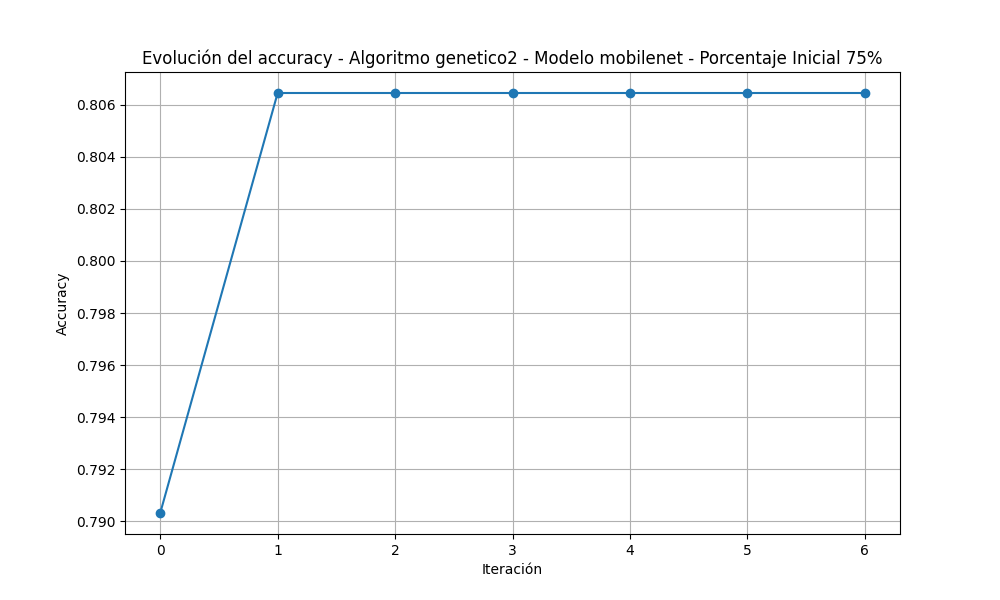 Evolución del accuracy - Algoritmo genetico2 - Modelo mobilenet - Porcentaje Inicial 75%
0.806
0.804
0.802
0.800
0.798
0.796
0.794
0.792
0.790
Accuracy
0 1 2 3 4 5 6
Iteración